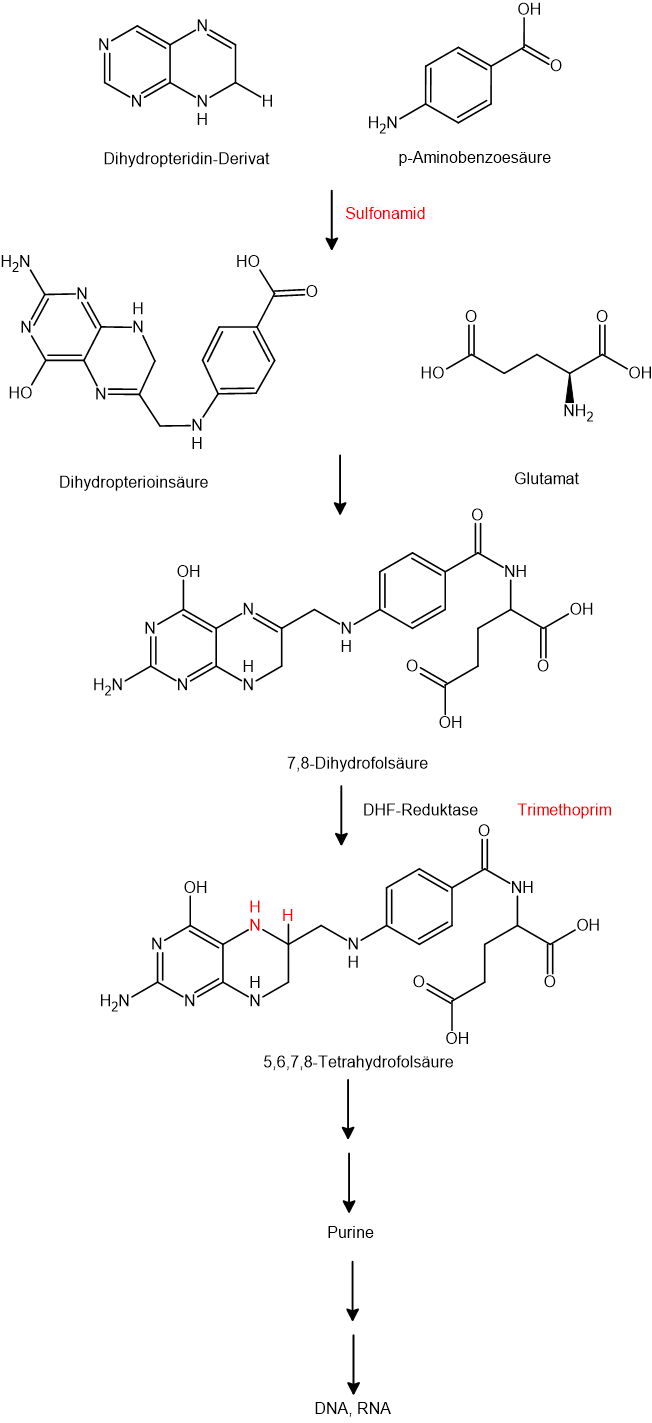 N
N
N
N
H
H
Dihydropteridin-Derivat
OH
O
H2N
p-Aminobenzoesäure
Sulfonamid
H2N
N
N
H
N
HO
N
HO
O
N
H
Dihydropterioinsäure
O
O
HO
OH
NH2
Glutamat
OH
N
N
H2N
N
H
N
N
H
O
NH
OH
O
O
OH
7,8-Dihydrofolsäure
DHF-Reduktase
Trimethoprim
OH
H
N
H
N
H2N
N
H
N
N
H
O
NH
OH
O
O
OH
5,6,7,8-Tetrahydrofolsäure
Purine
DNA, RNA